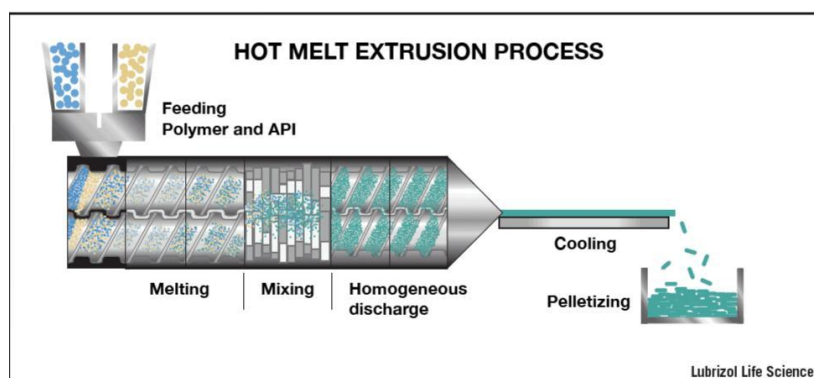 HOT MELT EXTRUSION PROCESS
Feeding
Polymer and API
Melting
Mixing
Homogeneous
discharge
Cooling
Pelletizing
Lubrizol Life Science